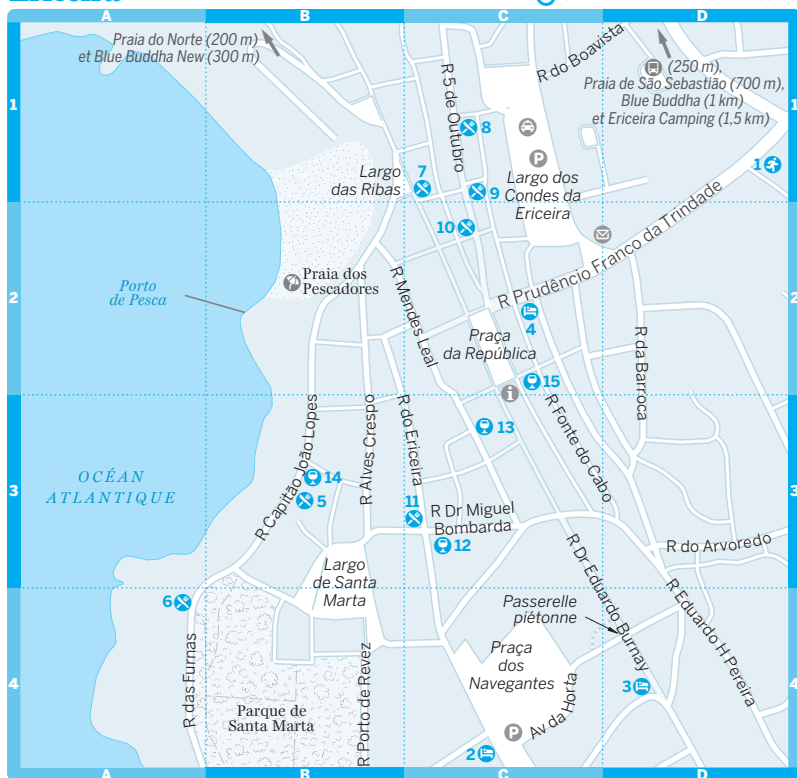 A B C D
Praia do Norte (200 m)
et Blue Buddha New (300 m)
R do Boavista
(250 m),
Praia de São Sebastião (700 m),
Blue Buddha (1 km)
et Ericeira Camping (1,5 km)
1
1
R 5 de Outubro
8
P
1
7
Largo
das Ribas
9
Largo dos
Condes da
Ericeira
10
R Prudêncio Franco da Trindade
2
2
Porto
de Pesca
Praia dos
Pescadores
R Mendes Leal
4
Praça
da República
R da Barroca
15
i
13
R Fonte do Cabo
R Capitão João Lopes
R Alves Crespo
R do Ericeira
3
3
OCÉAN
ATLANTIQUE
14
5
11
R Dr Miguel
Bombarda
12
R do Arvoredo
Largo
de Santa
Marta
R Dr Eduardo Burnay
R Eduardo H Pereira
6
Passerelle
piétonne
R das Furnas
Praça
dos
Navegantes
4
4
3
Parque de
Santa Marta
R Porto de Revez
Av da Horta
P
2
A B C D